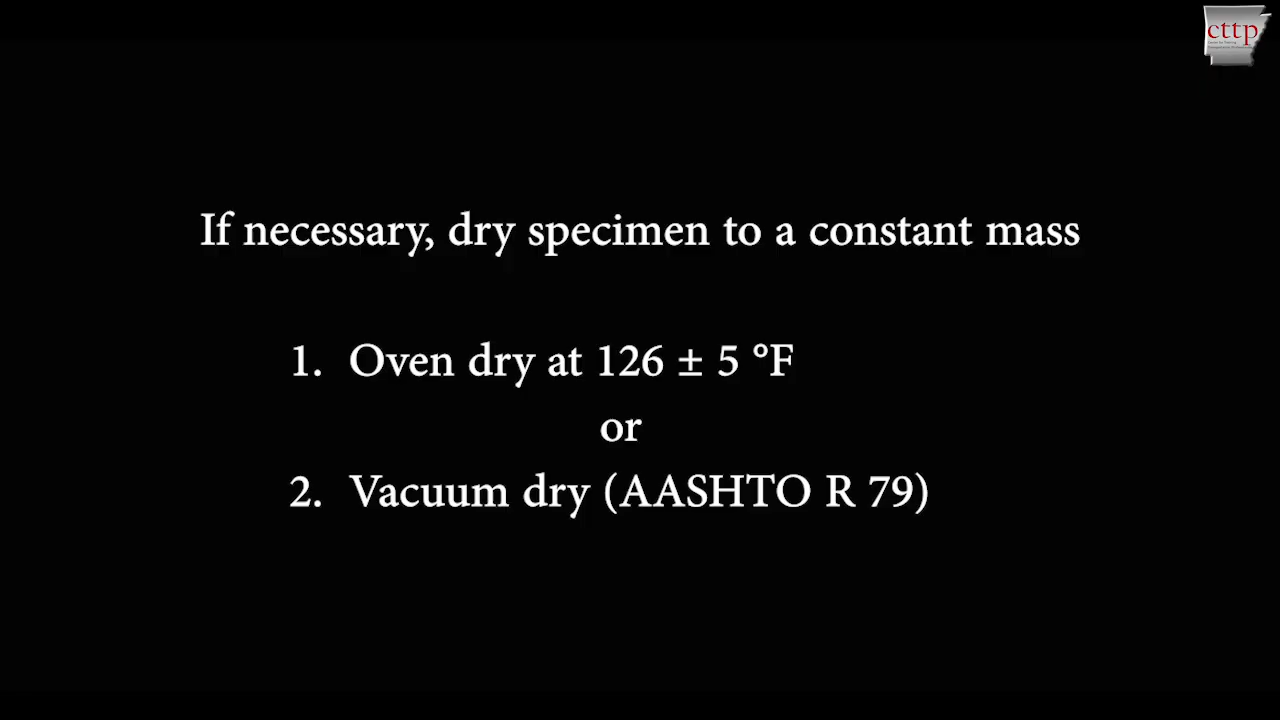 cttp
If necessary, dry specimen to a constant mass
1. Oven dry at 126 ± 5 °F
or
2. Vacuum dry (AASHTO R 79)